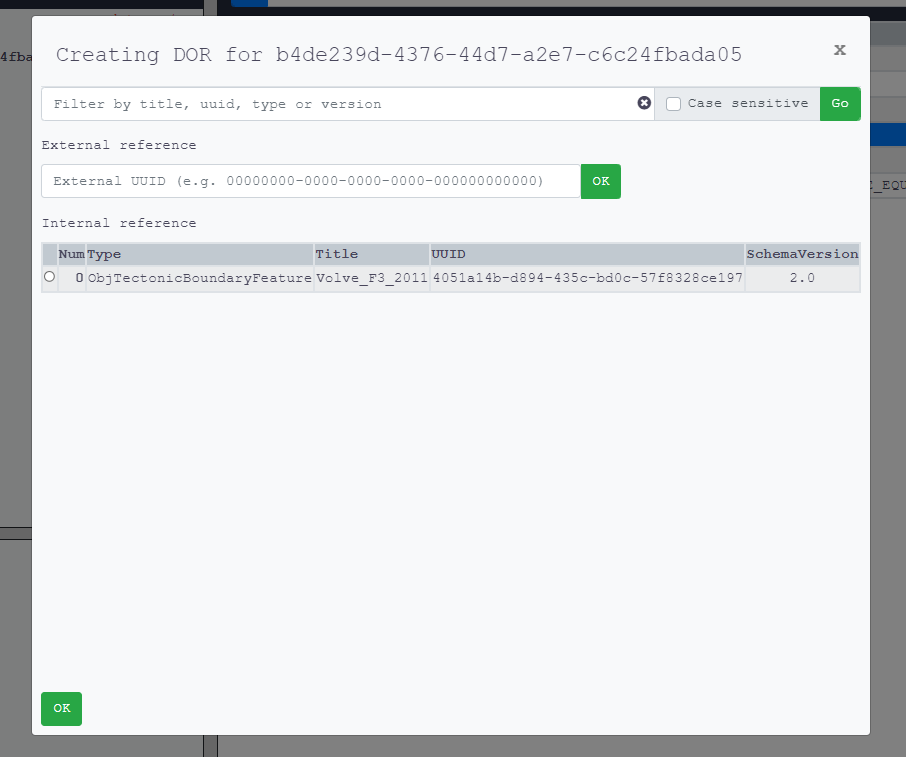 Creating DOR for b4de239d-4376-44d7-a2e7-c6c24fbada05 x
4fba
Filter by title, uuid, type or version Case sensitive Go
External reference
External UUID (e.g. 00000000-0000-0000-0000-000000000000) OK
E_EQU
Internal reference
Num Type Title UUID SchemaVersion
0 ObjTectonicBoundaryFeature Volve_F3_2011 4051a14b-d894-435c-bd0c-57f8328ce197 2.0
OK